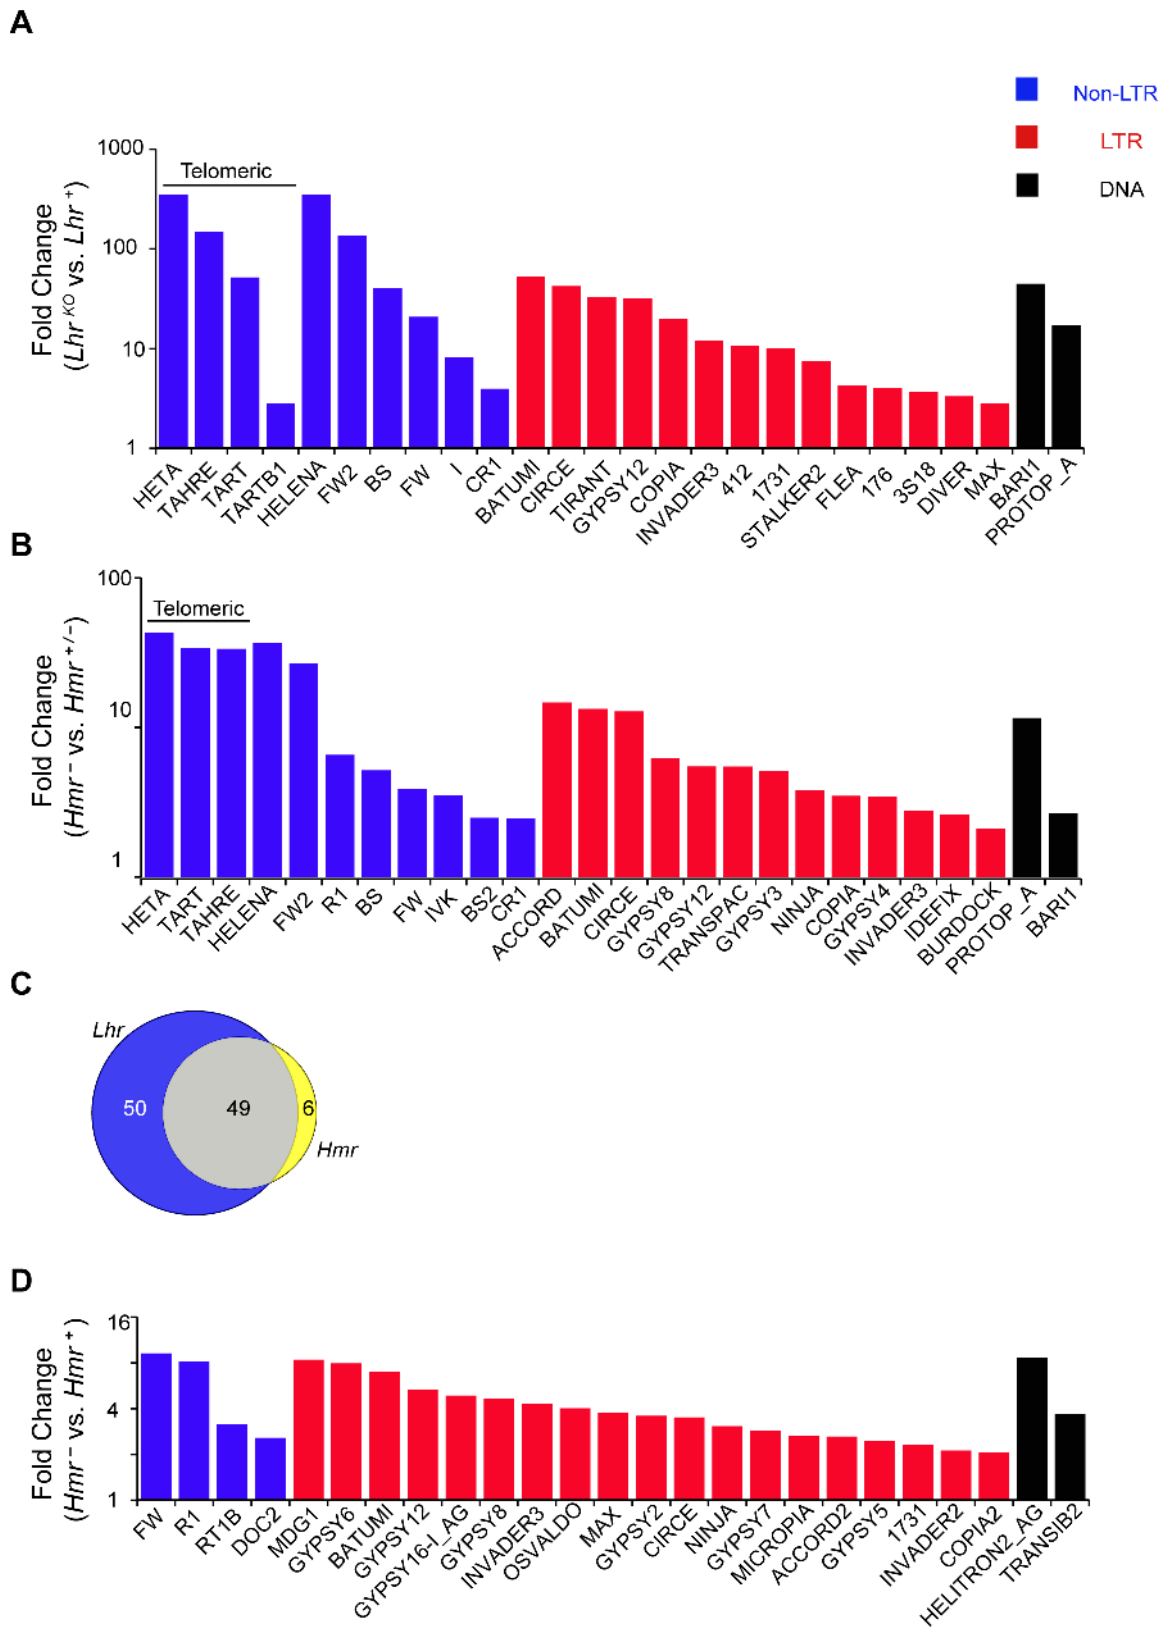 A
Non-LTR
LTR
DNA
1000
100
10
1
Telomeric
Fold Change
(Lhr KO vs. Lhr +)
HETA
TAHRE
TART
TARTB1
HELENA
FW2
BS
FW
I
CR1
BATUMI
CIRCE
TIRANT
GYPSY12
COPIA
INVADER3
412
1731
STALKER2
FLEA
176
3S18
DIVER
MAX
BARI1
PROTOP_A
B
100
10
1
Telomeric
Fold Change
(Hmr − vs. Hmr +/−)
HETA
TART
TAHRE
HELENA
FW2
R1
BS
FW
IVK
BS2
CR1
ACCORD
BATUMI
CIRCE
GYPSY8
GYPSY12
TRANSPAC
GYPSY3
NINJA
COPIA
GYPSY4
INVADER3
IDEFIX
BURDOCK
PROTOP_A
BARI1
C
Lhr
50
49
6
Hmr
D
16
4
1
Fold Change
(Hmr − vs. Hmr +)
FW
R1
RT1B
DOC2
MDG1
GYPSY6
BATUMI
GYPSY12
GYPSY16-I_AG
GYPSY8
INVADER3
OSVALDO
MAX
GYPSY2
CIRCE
NINJA
GYPSY7
MICROPIA
ACCORD2
GYPSY5
1731
INVADER2
COPIA2
HELITRON2_AG
TRANSIB2